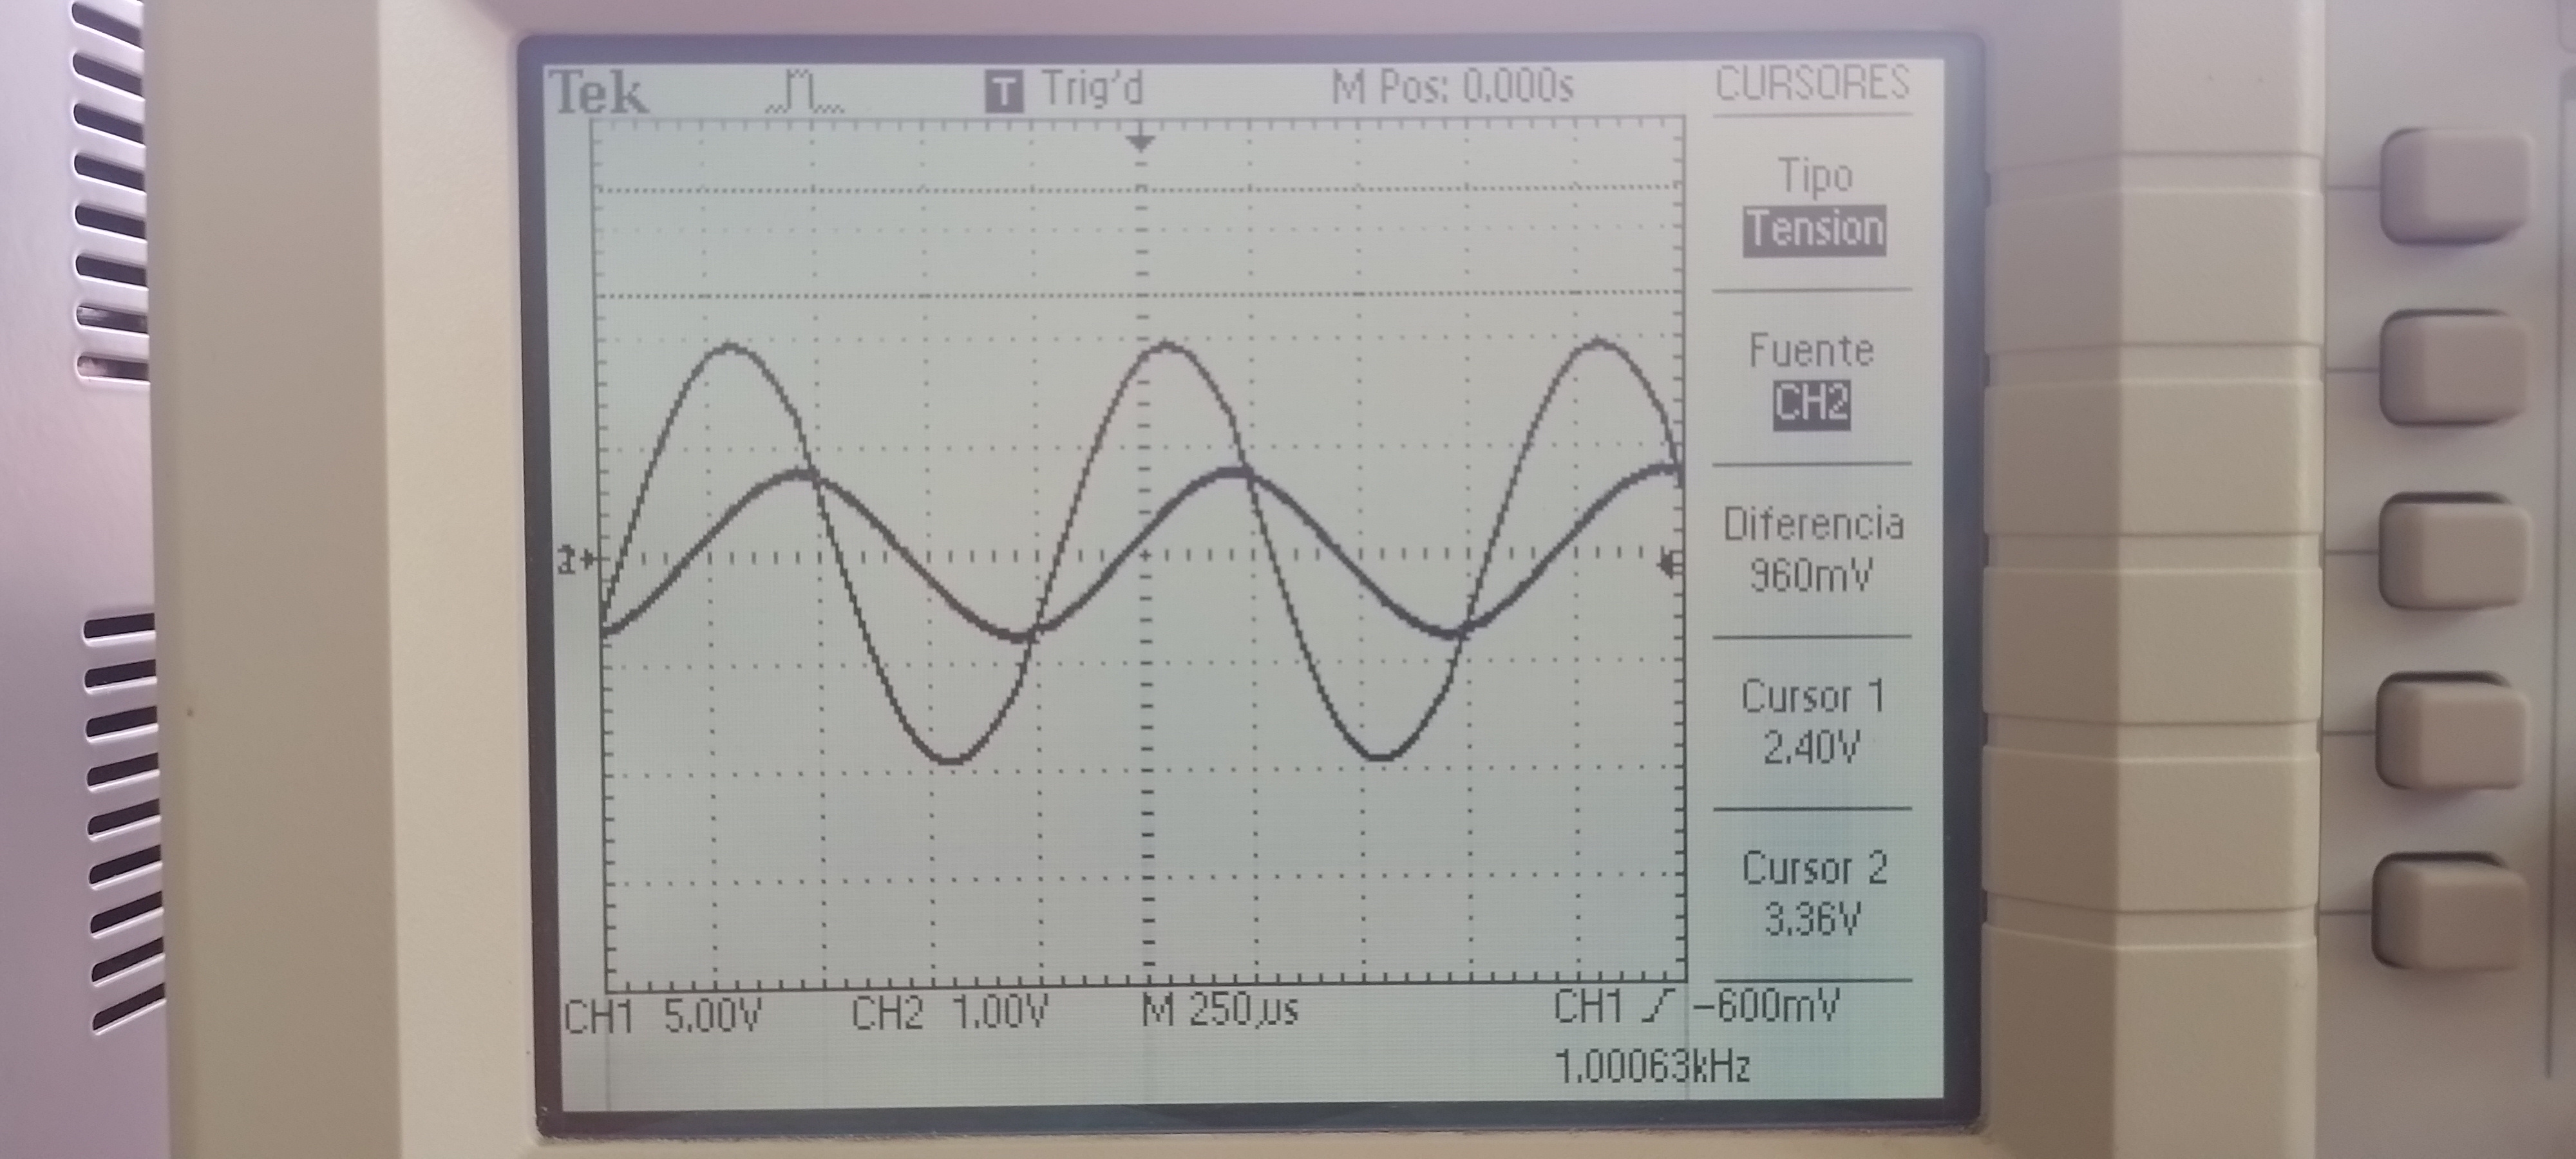 Tek T Trig'd M Pos: 0.000s CURSORES
Tipo
Tension
Fuente
CH2
Diferencia
960mV
Cursor 1
2.40V
Cursor 2
3.36V
CH1 5.00V CH2 1.00V M 250µs CH1 -600mV
1.00063kHz